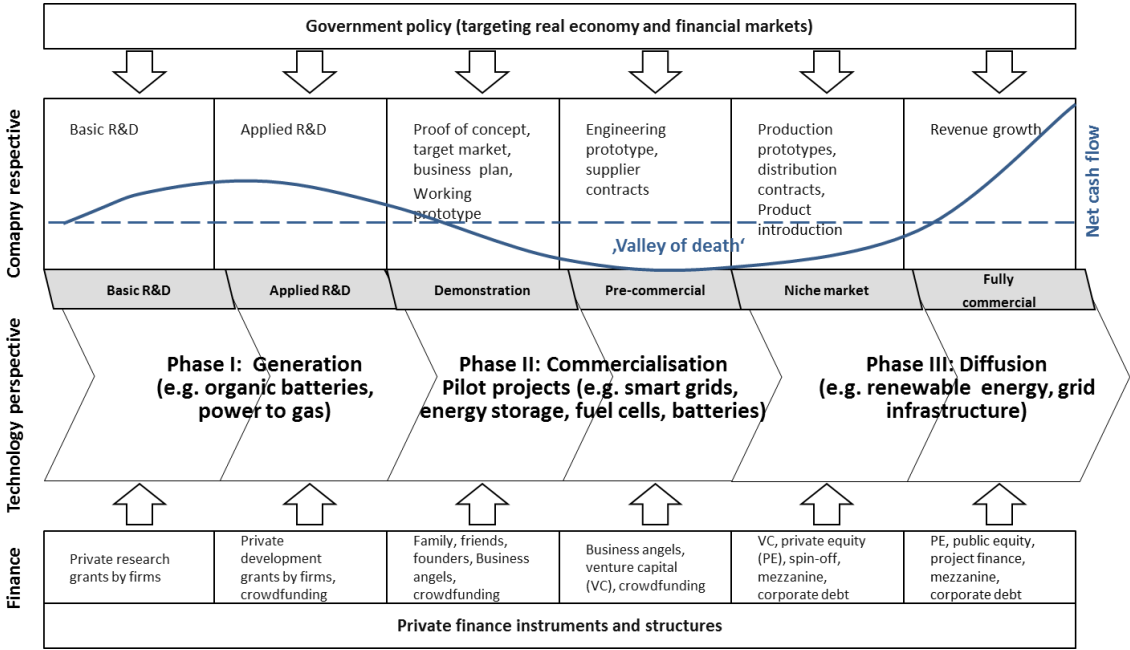 Government policy (targeting real economy and financial markets)
Comapny respective
Basic R&D
Applied R&D
Proof of concept,
target market,
business plan,
Working
prototype
Engineering
prototype,
supplier
contracts
Production
prototypes,
distribution
contracts,
Product
introduction
Revenue growth
Net cash flow
‚Valley of death‘
Basic R&D
Applied R&D
Demonstration
Pre-commercial
Niche market
Fully
commercial
Technology perspective
Phase I: Generation
(e.g. organic batteries,
power to gas)
Phase II: Commercialisation
Pilot projects (e.g. smart grids,
energy storage, fuel cells, batteries)
Phase III: Diffusion
(e.g. renewable energy, grid
infrastructure)
Finance
Private research
grants by firms
Private
development
grants by firms,
crowdfunding
Family, friends,
founders, Business
angels,
crowdfunding
Business angels,
venture capital
(VC), crowdfunding
VC, private equity
(PE), spin-off,
mezzanine,
corporate debt
PE, public equity,
project finance,
mezzanine,
corporate debt
Private finance instruments and structures